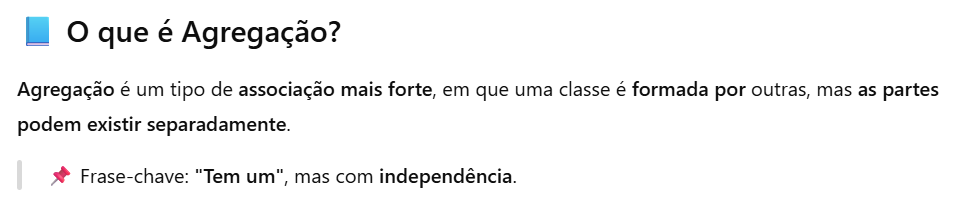 📘 O que é Agregação?
Agregação é um tipo de associação mais forte, em que uma classe é formada por outras, mas as partes
podem existir separadamente.
📌 Frase-chave: "Tem um", mas com independência.